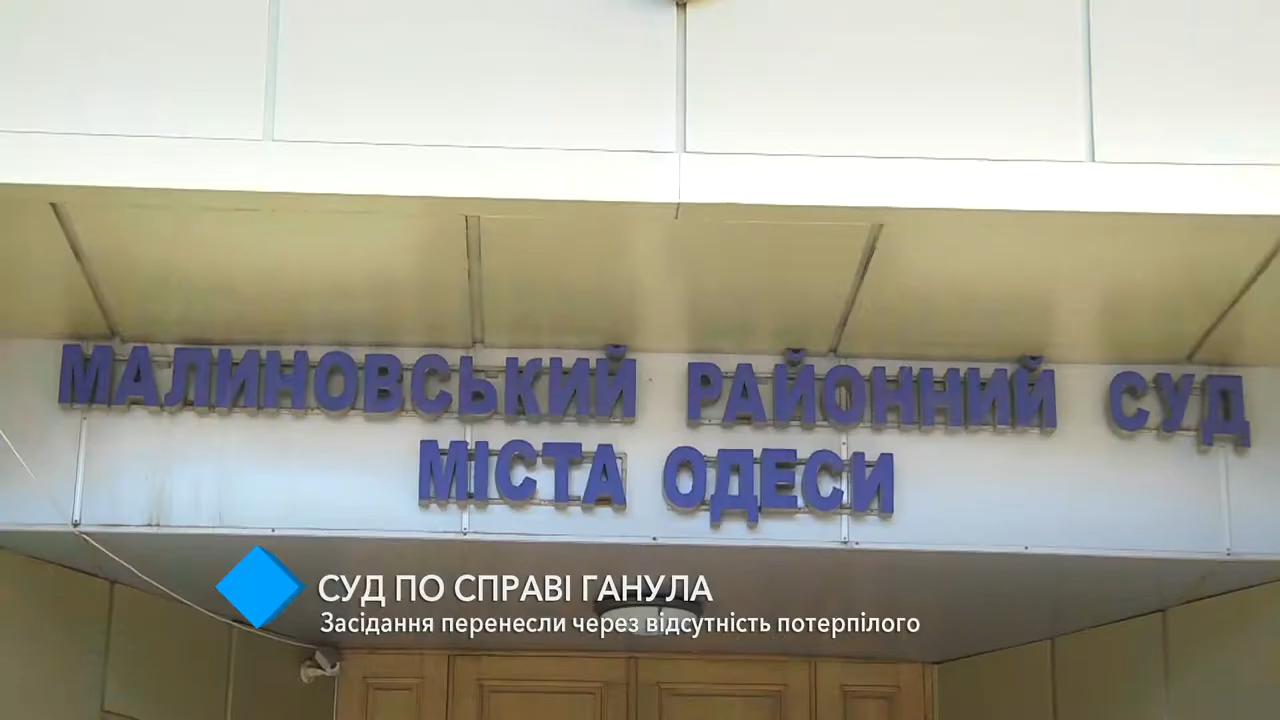 МАЛИНОВСЬКИЙ РАЙОННИЙ СУД
МІСТА ОДЕСИ
СУД ПО СПРАВІ ГАНУЛА
Засідання перенесли через відсутність потерпілого